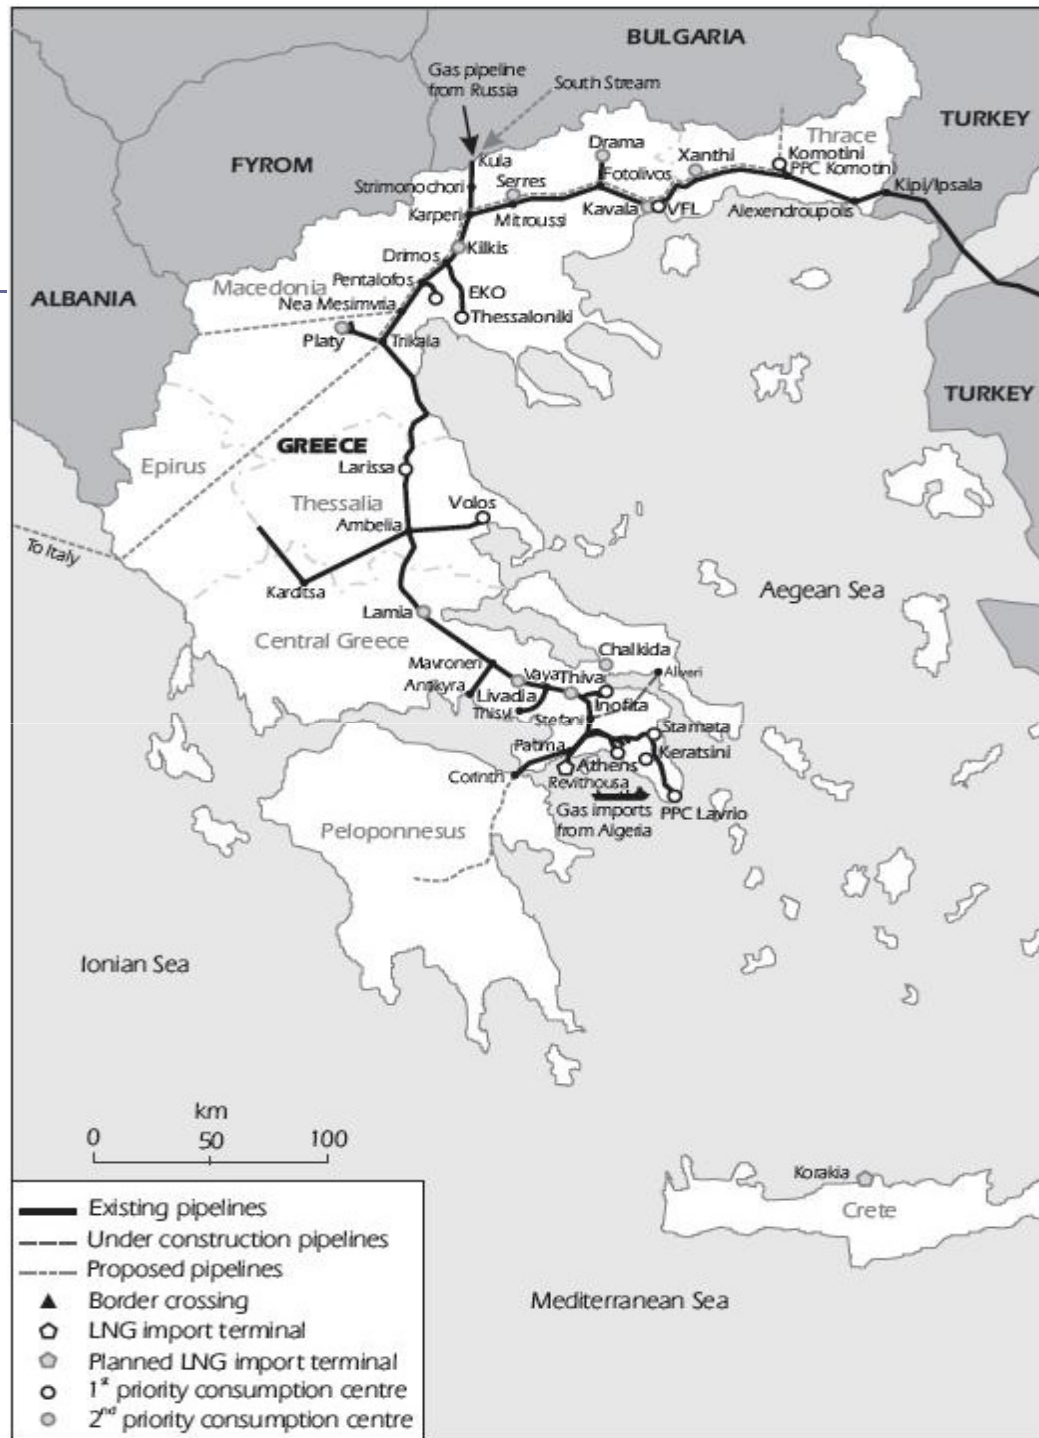 BULGARIA
Gas pipeline
from Russia
South Stream
TURKEY
Thrace
FYROM
Kula
Drama
Xanthi
Komotini
PPC Komotini
Strimonochori
Serres
Fotolivos
Kipi/Ipsala
Karperi
Mitroussi
Kavala
VFL
Alexendroupolis
Drimos
Kilkis
ALBANIA
Macedonia
Pentalofos
EKO
Nea Mesimvria
Thessaloniki
Platy
Trikala
TURKEY
GREECE
Epirus
Larissa
Thessalia
Volos
Ambelia
To Italy
Karditsa
Aegean Sea
Lamia
Central Greece
Chalkida
Mavroneri
Aliveri
Vaya
Thiva
Antikyra
Livadia
Inofita
Thisvi
Stefani
Stamata
Patima
Keratsini
Athens
Corinth
Revithousa
Gas imports
from Algeria
PPC Lavrio
Peloponnesus
Ionian Sea
km
0 50 100
Korakia
Crete
Existing pipelines
Under construction pipelines
Proposed pipelines
Border crossing
LNG import terminal
Planned LNG import terminal
1st priority consumption centre
2nd priority consumption centre
Mediterranean Sea